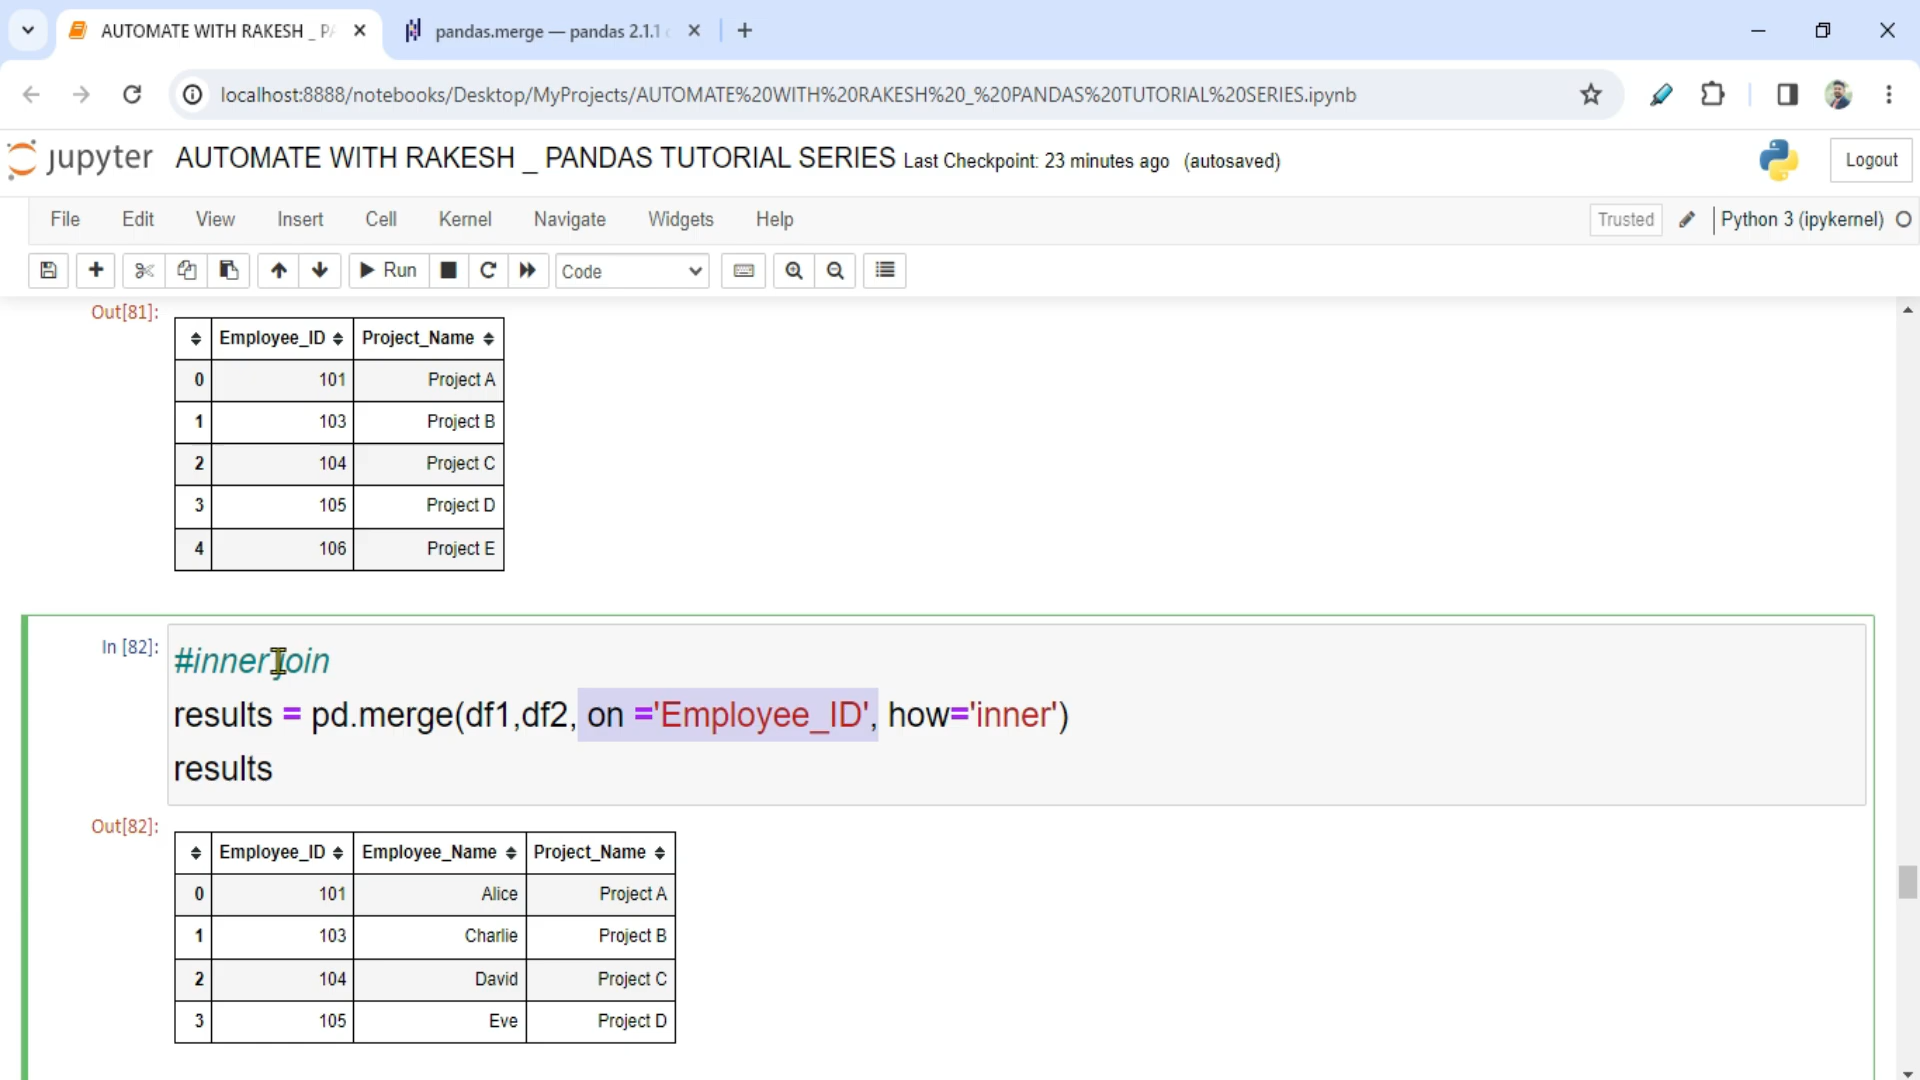 AUTOMATE WITH RAKESH _ PA
pandas.merge — pandas 2.1.1
localhost:8888/notebooks/Desktop/MyProjects/AUTOMATE%20WITH%20RAKESH%20_%20PANDAS%20TUTORIAL%20SERIES.ipynb
jupyter AUTOMATE WITH RAKESH _ PANDAS TUTORIAL SERIES Last Checkpoint: 23 minutes ago (autosaved)
Logout
File Edit View Insert Cell Kernel Navigate Widgets Help
Trusted Python 3 (ipykernel)
Run Code
Out[81]:
Employee_ID Project_Name
0 101 Project A
1 103 Project B
2 104 Project C
3 105 Project D
4 106 Project E
In [82]: #inner join
results = pd.merge(df1,df2, on ='Employee_ID', how='inner')
results
Out[82]:
Employee_ID Employee_Name Project_Name
0 101 Alice Project A
1 103 Charlie Project B
2 104 David Project C
3 105 Eve Project D